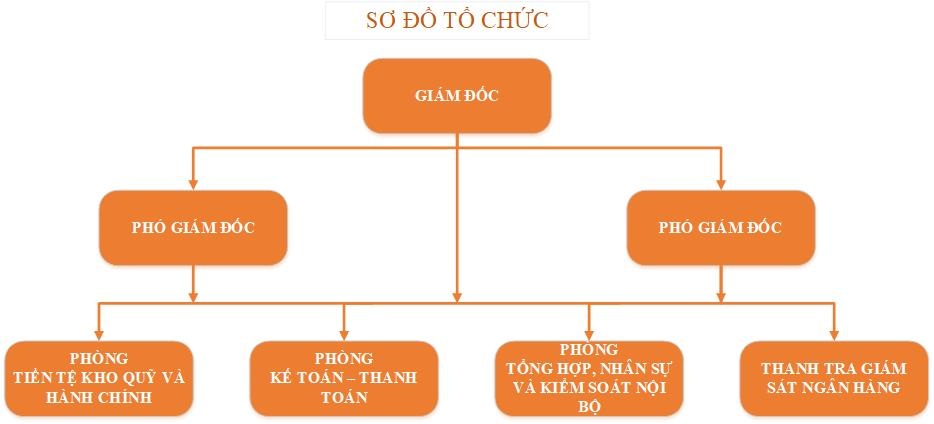 SƠ ĐỒ TỔ CHỨC
GIÁM ĐỐC
PHÓ GIÁM ĐỐC
PHÓ GIÁM ĐỐC
PHÒNG
TIỀN TỆ KHO QUỸ VÀ
HÀNH CHÍNH
PHÒNG
KẾ TOÁN – THANH
TOÁN
PHÒNG
TỔNG HỢP, NHÂN SỰ
VÀ KIỂM SOÁT NỘI
BỘ
THANH TRA GIÁM
SÁT NGÂN HÀNG